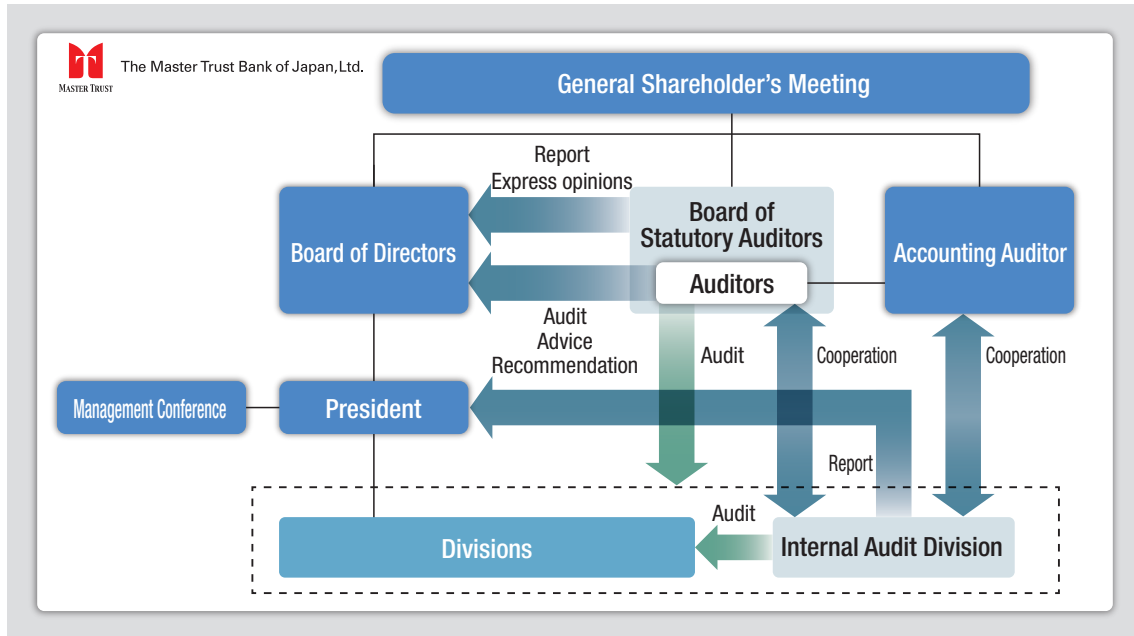 MASTER TRUST
The Master Trust Bank of Japan,Ltd.
General Shareholder's Meeting
Report
Express opinions
Board of Directors
Board of
Statutory Auditors
Auditors
Accounting Auditor
Audit
Advice
Recommendation
Audit
Cooperation
Cooperation
Management Conference
President
Report
Audit
Divisions
Internal Audit Division